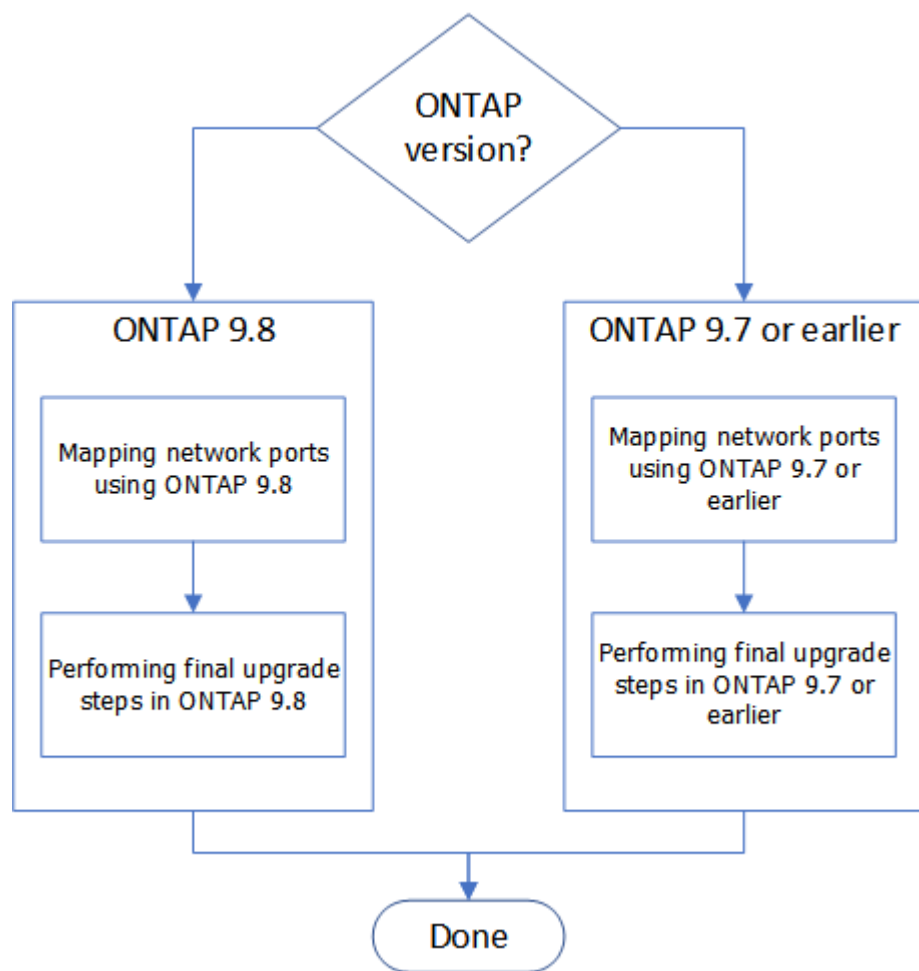 ONTAP
version?
ONTAP 9.8
Mapping network ports
using ONTAP 9.8
Performing final upgrade
steps in ONTAP 9.8
ONTAP 9.7 or earlier
Mapping network ports
using ONTAP 9.7 or
earlier
Performing final upgrade
steps in ONTAP 9.7 or
earlier
Done